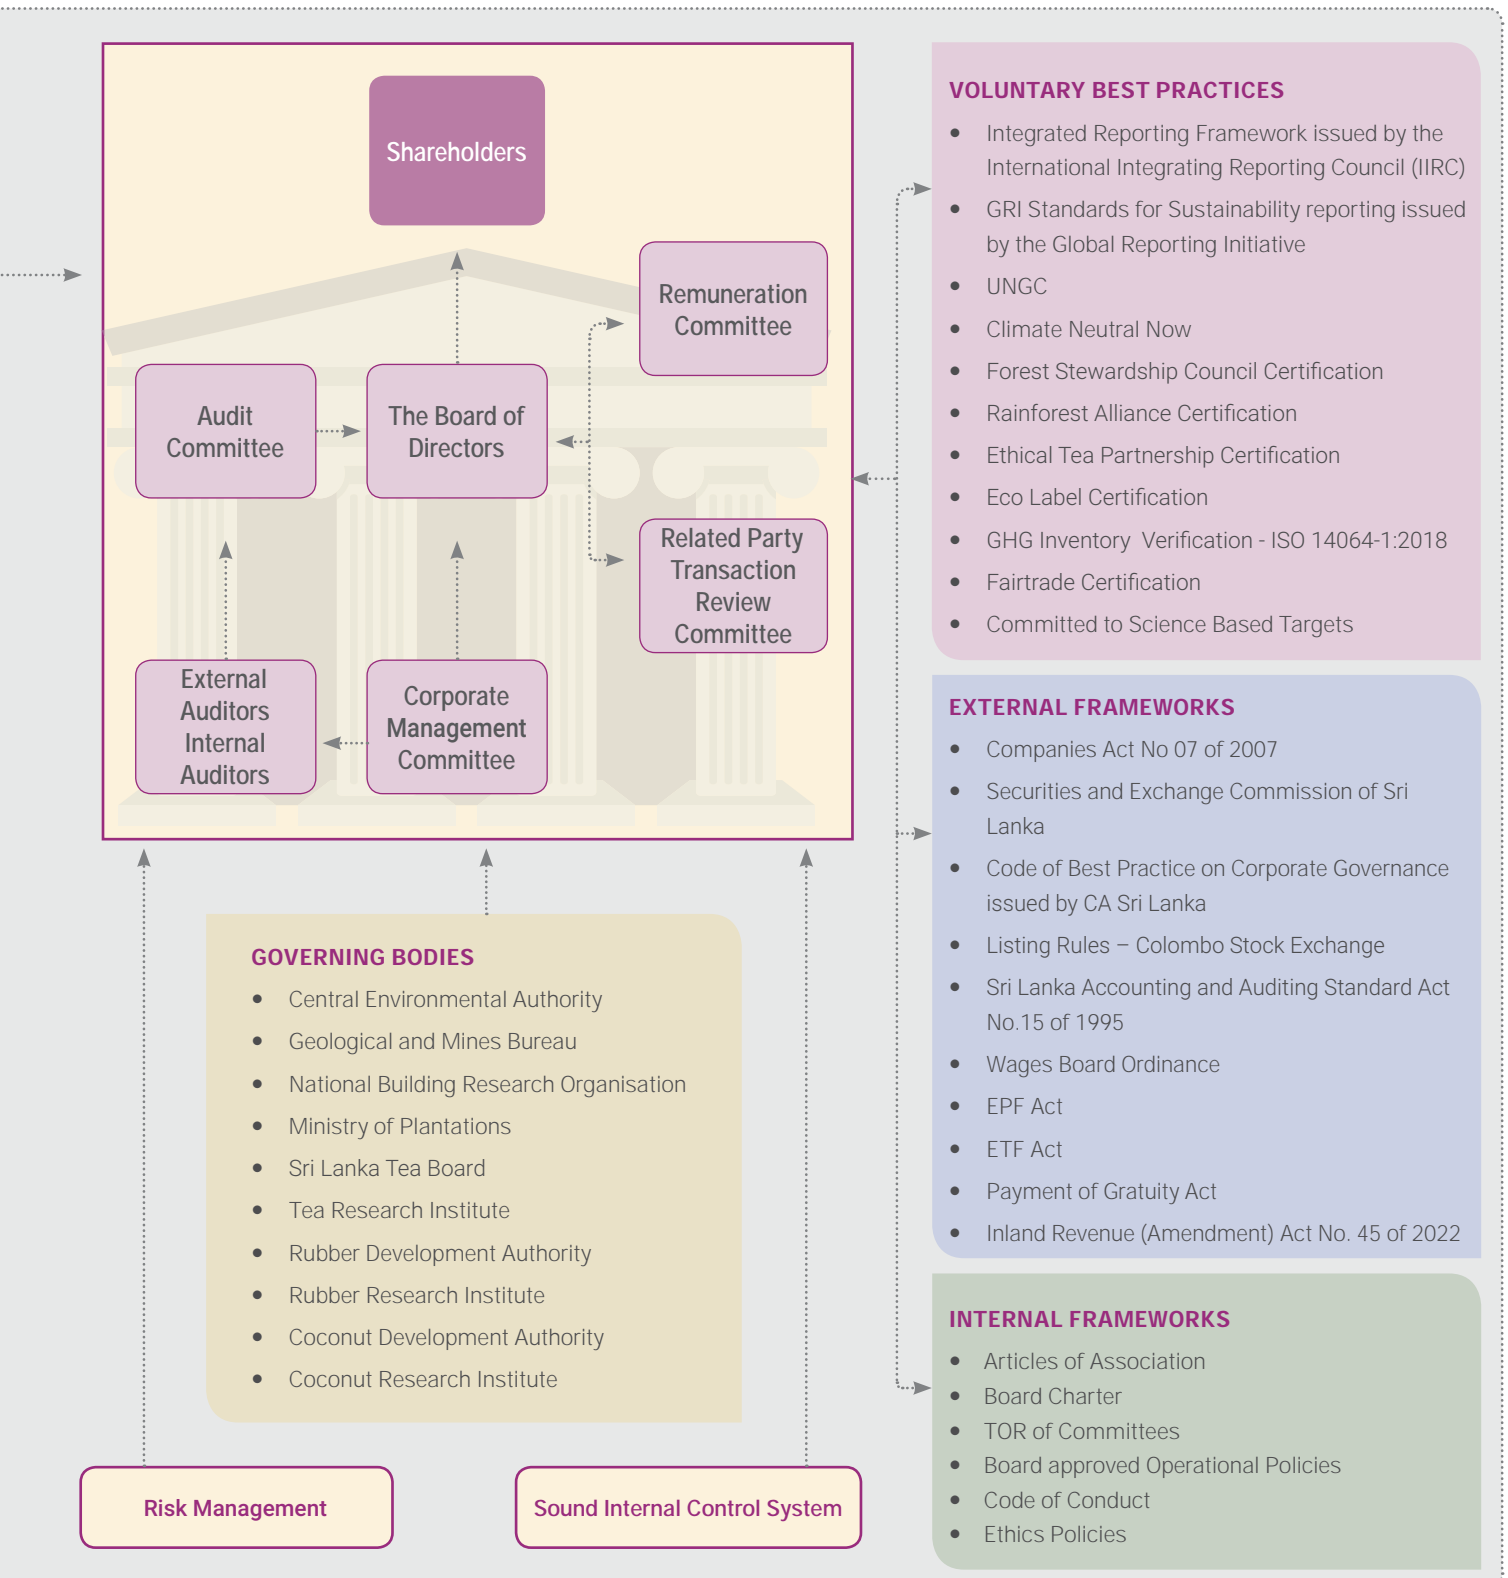 Shareholders
Remuneration
Committee
Audit
Committee
The Board of
Directors
Related Party
Transaction
Review
Committee
External
Auditors
Internal
Auditors
Corporate
Management
Committee
GOVERNING BODIES
• Central Environmental Authority
• Geological and Mines Bureau
• National Building Research Organisation
• Ministry of Plantations
• Sri Lanka Tea Board
• Tea Research Institute
• Rubber Development Authority
• Rubber Research Institute
• Coconut Development Authority
• Coconut Research Institute
Risk Management
Sound Internal Control System
VOLUNTARY BEST PRACTICES
• Integrated Reporting Framework issued by the
International Integrating Reporting Council (IIRC)
• GRI Standards for Sustainability reporting issued
by the Global Reporting Initiative
• UNGC
• Climate Neutral Now
• Forest Stewardship Council Certification
• Rainforest Alliance Certification
• Ethical Tea Partnership Certification
• Eco Label Certification
• GHG Inventory Verification - ISO 14064-1:2018
• Fairtrade Certification
• Committed to Science Based Targets
EXTERNAL FRAMEWORKS
• Companies Act No 07 of 2007
• Securities and Exchange Commission of Sri
Lanka
• Code of Best Practice on Corporate Governance
issued by CA Sri Lanka
• Listing Rules – Colombo Stock Exchange
• Sri Lanka Accounting and Auditing Standard Act
No.15 of 1995
• Wages Board Ordinance
• EPF Act
• ETF Act
• Payment of Gratuity Act
• Inland Revenue (Amendment) Act No. 45 of 2022
INTERNAL FRAMEWORKS
• Articles of Association
• Board Charter
• TOR of Committees
• Board approved Operational Policies
• Code of Conduct
• Ethics Policies